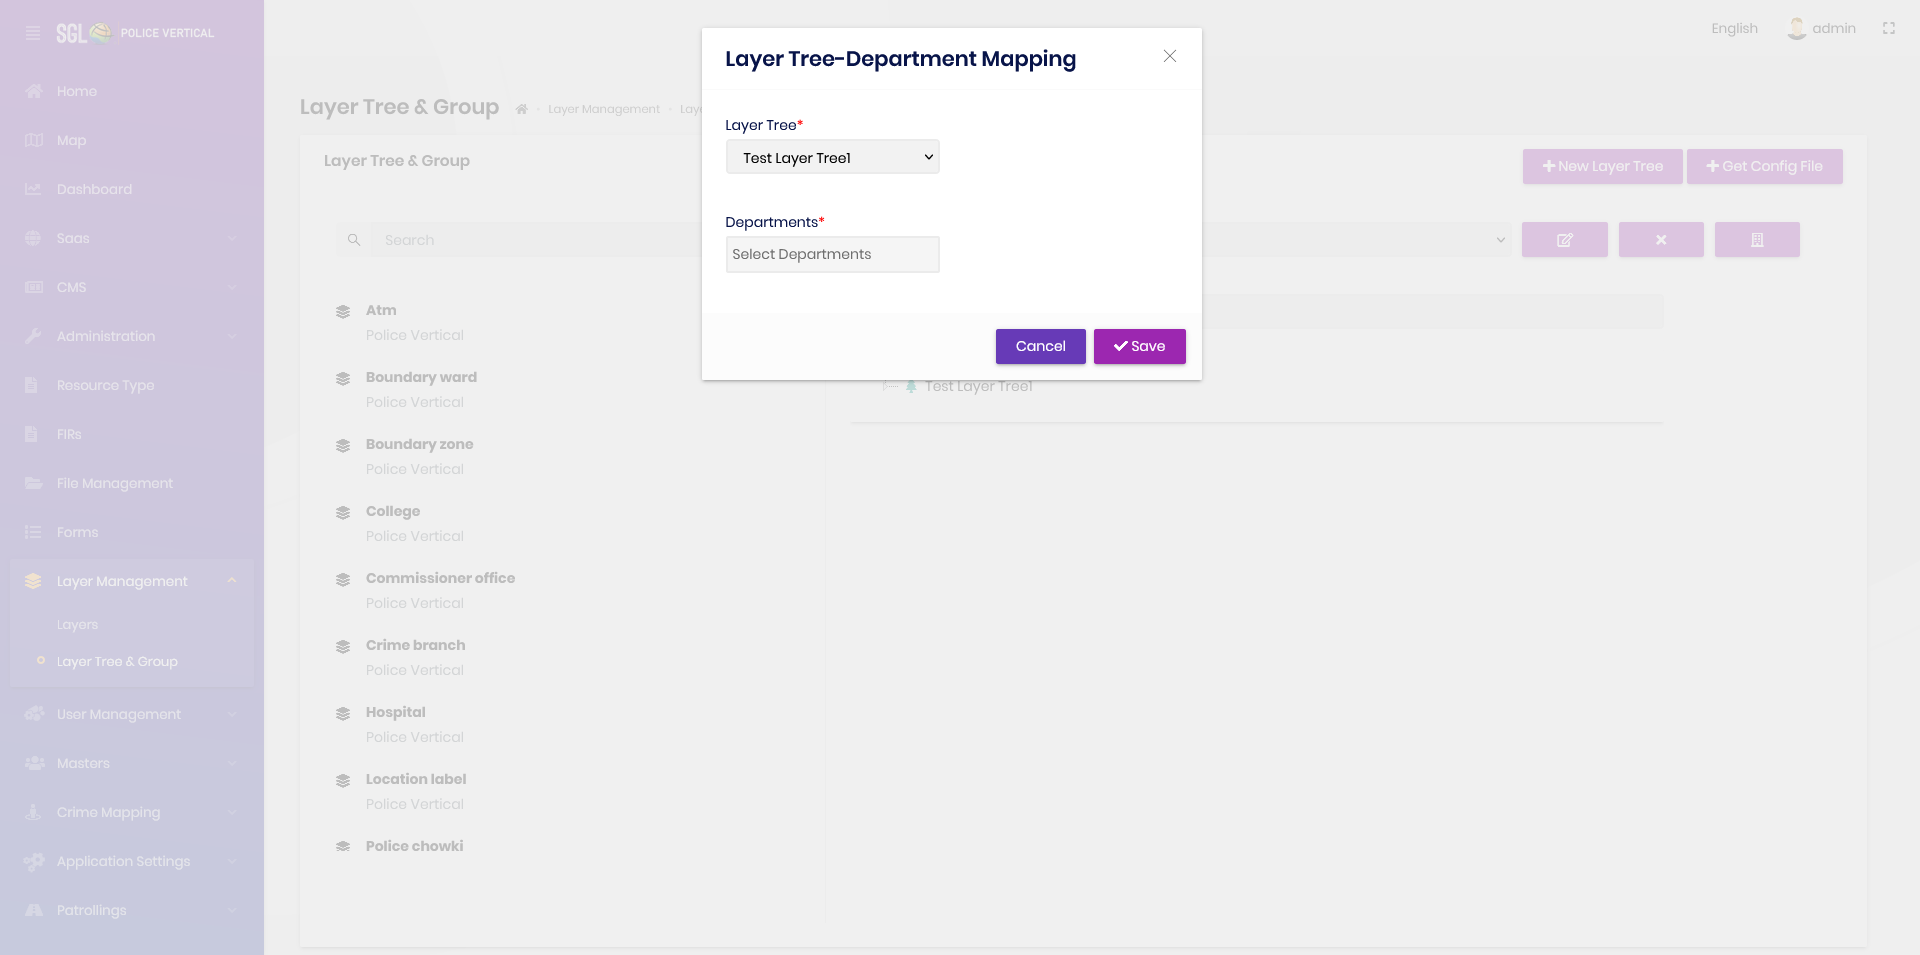 SGL POLICE VERTICAL
Home
Map
Dashboard
Saas
CMS
Administration
Resource Type
FIRs
File Management
Forms
Layer Management
Layers
Layer Tree & Group
User Management
Masters
Crime Mapping
Application Settings
Patrollings
English
admin
Layer Tree & Group
Layer Management
Layer Tree & Group
New Layer Tree
Get Config File
Search
Atm
Police Vertical
Boundary ward
Police Vertical
Boundary zone
Police Vertical
College
Police Vertical
Commissioner office
Police Vertical
Crime branch
Police Vertical
Hospital
Police Vertical
Location label
Police Vertical
Police chowki
Test Layer Tree1
Layer Tree-Department Mapping
Layer Tree*
Test Layer Tree1
Departments*
Select Departments
Cancel
Save